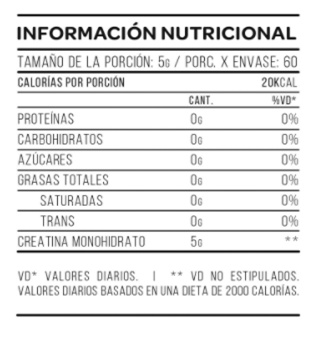 INFORMACIÓN NUTRICIONAL
TAMAÑO DE LA PORCIÓN: 5G / PORC. X ENVASE: 60
CALORÍAS POR PORCIÓN 20KCAL
CANT. %VD*
PROTEÍNAS 0G 0%
CARBOHIDRATOS 0G 0%
AZÚCARES 0G 0%
GRASAS TOTALES 0G 0%
SATURADAS 0G 0%
TRANS 0G 0%
CREATINA MONOHIDRATO 5G **
VD* VALORES DIARIOS. | ** VD NO ESTIPULADOS.
VALORES DIARIOS BASADOS EN UNA DIETA DE 2000 CALORÍAS.